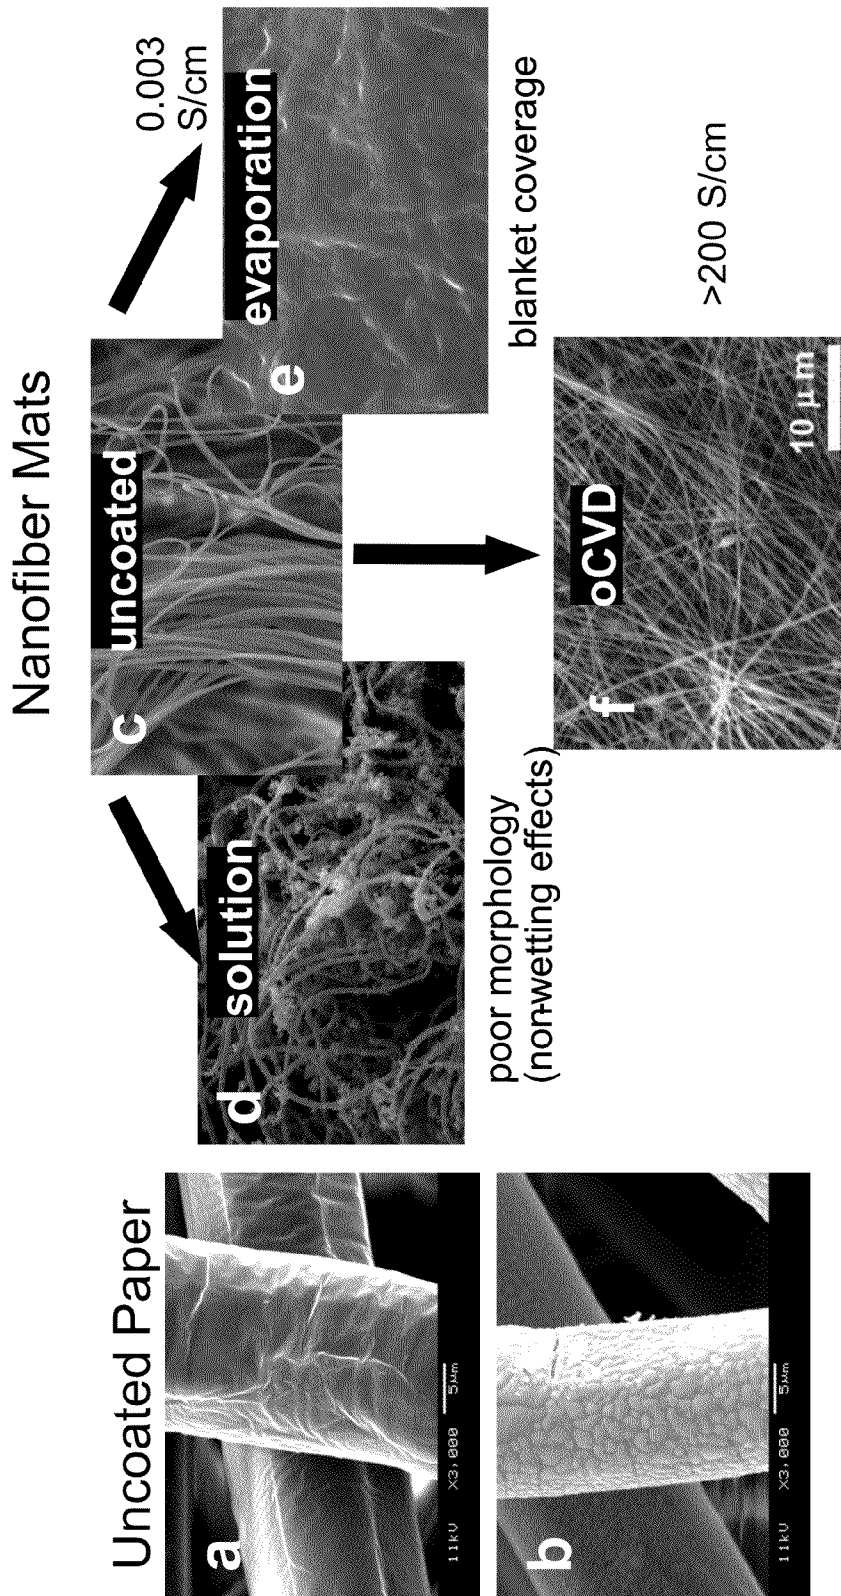 Uncoated Paper
a
11kV X3,000 5μm
b
11kV X3,000 5μm
Nanofiber Mats
c
uncoated
d
solution
poor morphology
(non-wetting effects)
0.003
S/cm
evaporation
e
blanket coverage
f
oCVD
10 μm
>200 S/cm